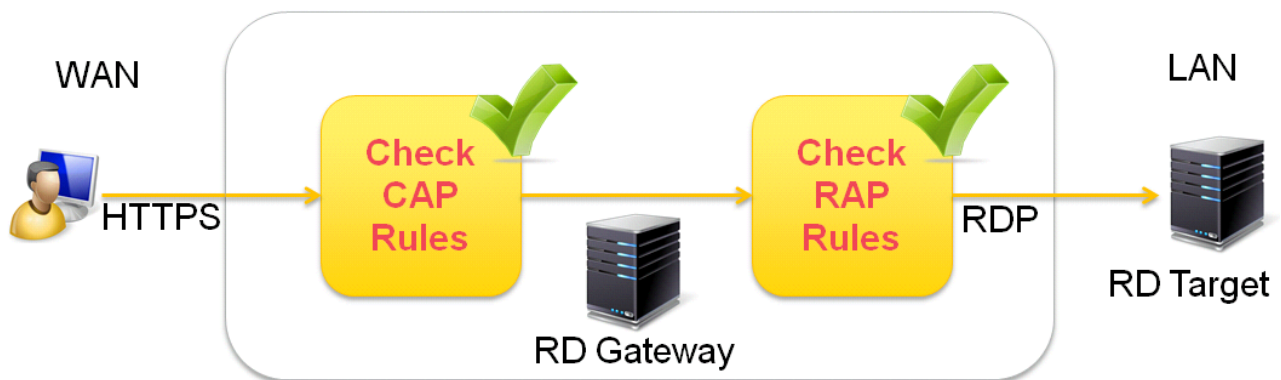 WAN
HTTPS
Check
CAP
Rules
RD Gateway
Check
RAP
Rules
RDP
LAN
RD Target